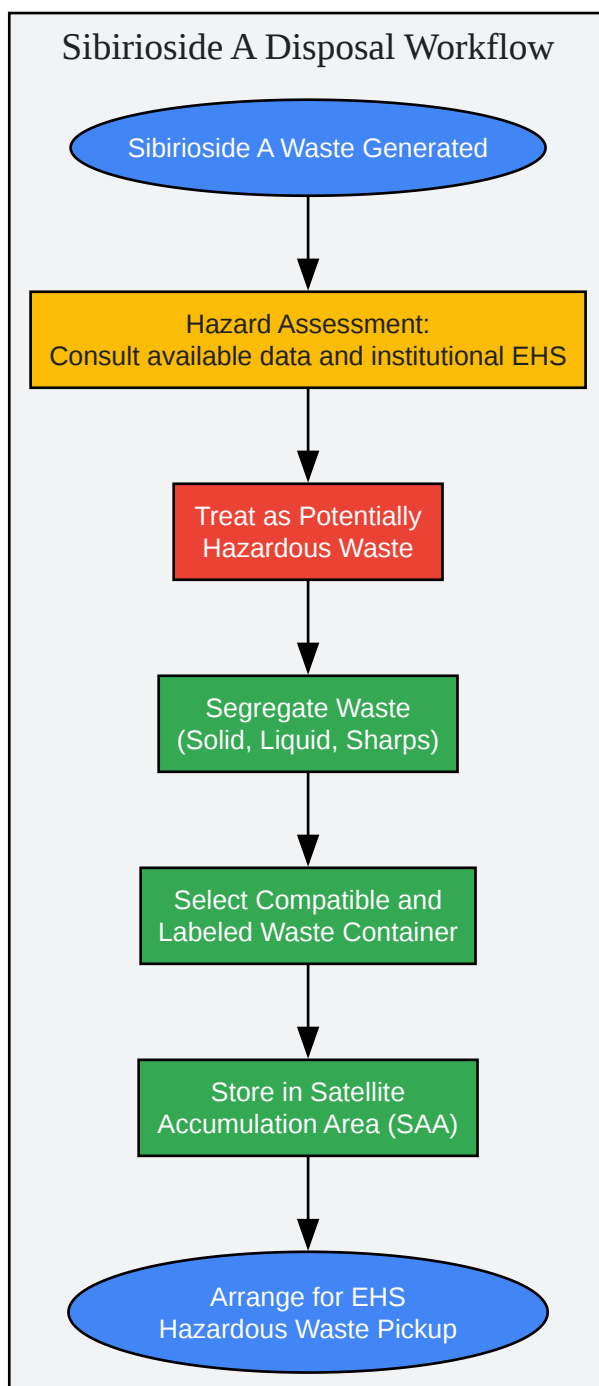 Sibirioside A Disposal Workflow
Sibirioside A Waste Generated
Hazard Assessment:
Consult available data and institutional EHS
Treat as Potentially
Hazardous Waste
Segregate Waste
(Solid, Liquid, Sharps)
Select Compatible and
Labeled Waste Container
Store in Satellite
Accumulation Area (SAA)
Arrange for EHS
Hazardous Waste Pickup